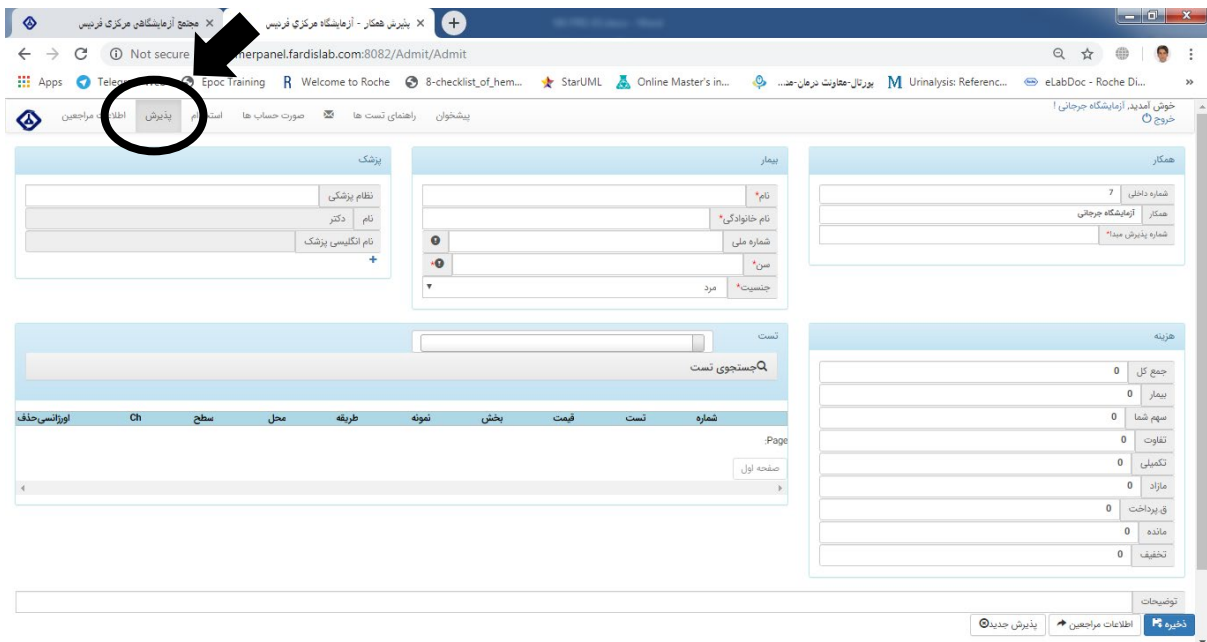 مجتمع آزمایشگاهی مرکزی فردیس
پذیرش همکار - آزمایشگاه مرکزی فردیس
Not secure
erpanel.fardislab.com:8082/Admit/Admit
Apps
Epoc Training
Welcome to Roche
8-checklist_of_hem...
StarUML
Online Master's in...
پورتال-معاونت درمان-هد...
Urinalysis: Referenc...
eLabDoc - Roche Di...
خوش آمدید, آزمایشگاه جرجانی !
خروج
پیشخوان
راهنمای تست ها
صورت حساب ها
پذیرش
همکار
شماره داخلی 7
همکار آزمایشگاه جرجانی
شماره پذیرش مبدا*
بیمار
نام*
نام خانوادگی*
شماره ملی
سن*
جنسیت* مرد
پزشک
نظام پزشکی
نام دکتر
نام انگلیسی پزشک
هزینه
جمع کل 0
بیمار 0
سهم شما 0
تفاوت 0
تکمیلی 0
مازاد 0
ق.پرداخت 0
مانده 0
تخفیف 0
تست
جستجوی تست
شماره تست قیمت بخش نمونه طریقه محل سطح Ch اورژانسی حذف
Page:
صفحه اول
توضیحات
ذخیره
اطلاعات مراجعین
پذیرش جدید